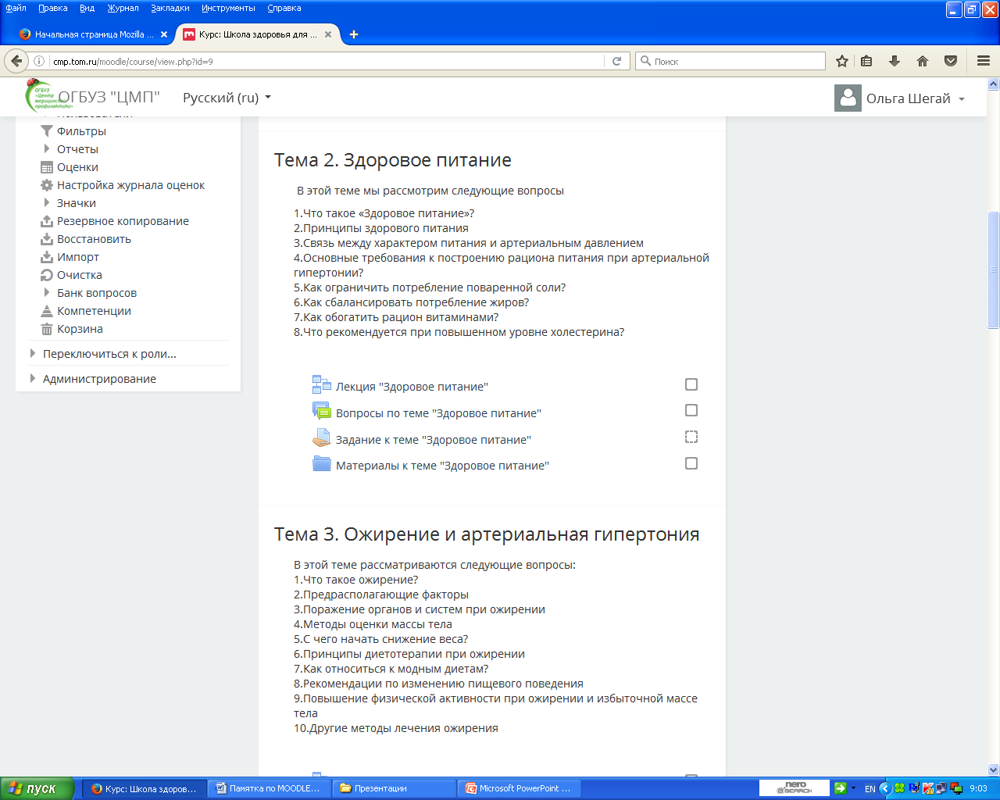 Файл Правка Вид Журнал Закладки Инструменты Справка
Начальная страница Mozilla ...
Курс: Школа здоровья для ...
cmp.tom.ru/moodle/course/view.php?id=9
Поиск
ОГБУЗ "ЦМП"
Русский (ru)
Ольга Шегай
ОГБУЗ
«Центр
медицинской
профилактики»
Фильтры
Отчеты
Оценки
Настройка журнала оценок
Значки
Резервное копирование
Восстановить
Импорт
Очистка
Банк вопросов
Компетенции
Корзина
Переключиться к роли...
Администрирование
Тема 2. Здоровое питание
В этой теме мы рассмотрим следующие вопросы
1.Что такое «Здоровое питание»?
2.Принципы здорового питания
3.Связь между характером питания и артериальным давлением
4.Основные требования к построению рациона питания при артериальной
гипертонии?
5.Как ограничить потребление поваренной соли?
6.Как сбалансировать потребление жиров?
7.Как обогатить рацион витаминами?
8.Что рекомендуется при повышенном уровне холестерина?
Лекция "Здоровое питание"
Вопросы по теме "Здоровое питание"
Задание к теме "Здоровое питание"
Материалы к теме "Здоровое питание"
Тема 3. Ожирение и артериальная гипертония
В этой теме рассматриваются следующие вопросы:
1.Что такое ожирение?
2.Предрасполагающие факторы
3.Поражение органов и систем при ожирении
4.Методы оценки массы тела
5.С чего начать снижение веса?
6.Принципы диетотерапии при ожирении
7.Как относиться к модным диетам?
8.Рекомендации по изменению пищевого поведения
9.Повышение физической активности при ожирении и избыточной массе
тела
10.Другие методы лечения ожирения
пуск
Курс: Школа здоров...
Памятка по MOODLE...
Презентации
Microsoft PowerPoint ...
nero
SEARCH
EN
9:03